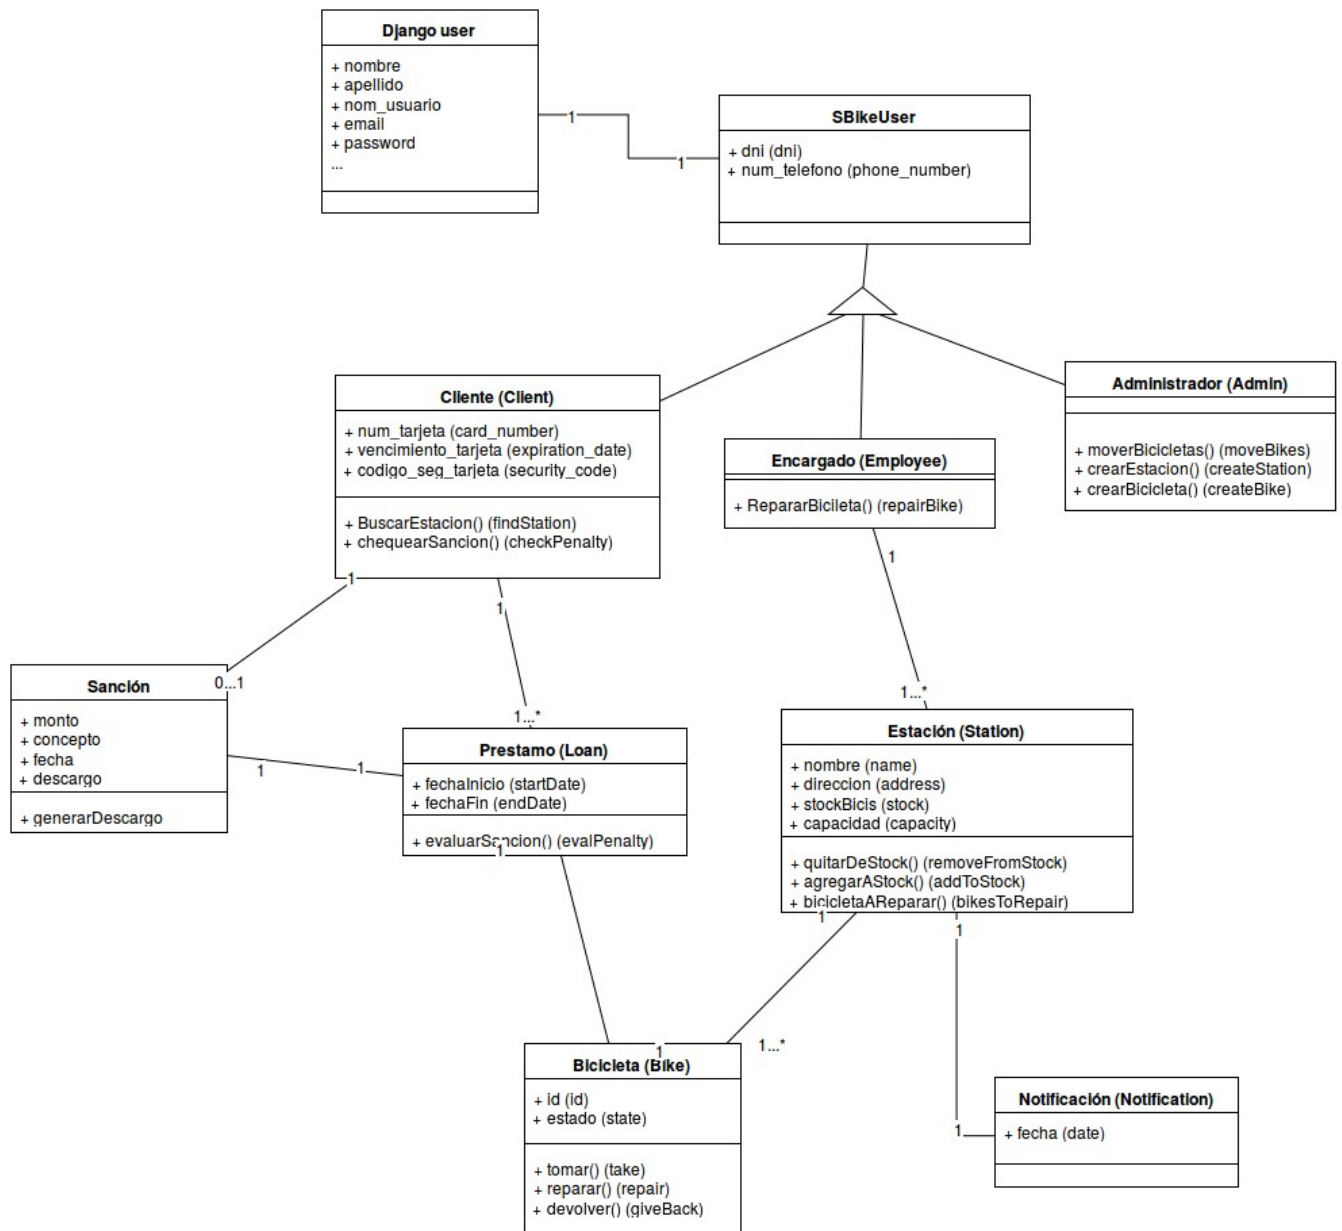 Django user
+ nombre
+ apellido
+ nom_usuario
+ email
+ password
...
1
1
SBikeUser
+ dni (dni)
+ num_telefono (phone_number)
Cliente (Client)
+ num_tarjeta (card_number)
+ vencimiento_tarjeta (expiration_date)
+ codigo_seg_tarjeta (security_code)
+ BuscarEstacion() (findStation)
+ chequearSancion() (checkPenalty)
Encargado (Employee)
+ RepararBicileta() (repairBike)
Administrador (Admin)
+ moverBicicletas() (moveBikes)
+ crearEstacion() (createStation)
+ crearBicicleta() (createBike)
1
0...1
1
1...*
1
1...*
Sanción
+ monto
+ concepto
+ fecha
+ descargo
+ generarDescargo
1
1
Prestamo (Loan)
+ fechaInicio (startDate)
+ fechaFin (endDate)
+ evaluarSancion() (evalPenalty)
1
Estación (Station)
+ nombre (name)
+ direccion (address)
+ stockBicis (stock)
+ capacidad (capacity)
+ quitarDeStock() (removeFromStock)
+ agregarAStock() (addToStock)
+ bicicletaAReparar() (bikesToRepair)
1
1
1
1...*
Bicicleta (Bike)
+ id (id)
+ estado (state)
+ tomar() (take)
+ reparar() (repair)
+ devolver() (giveBack)
1
Notificación (Notification)
+ fecha (date)